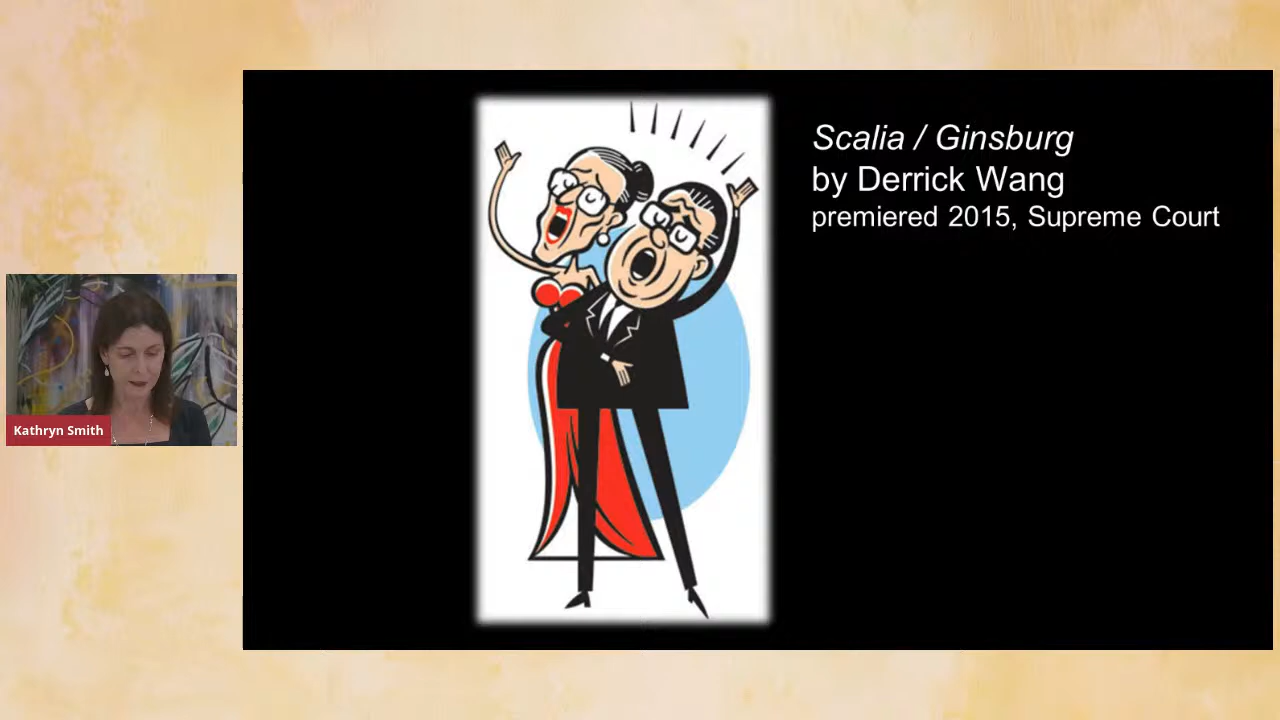 Scalia / Ginsburg
by Derrick Wang
premiered 2015, Supreme Court
Kathryn Smith